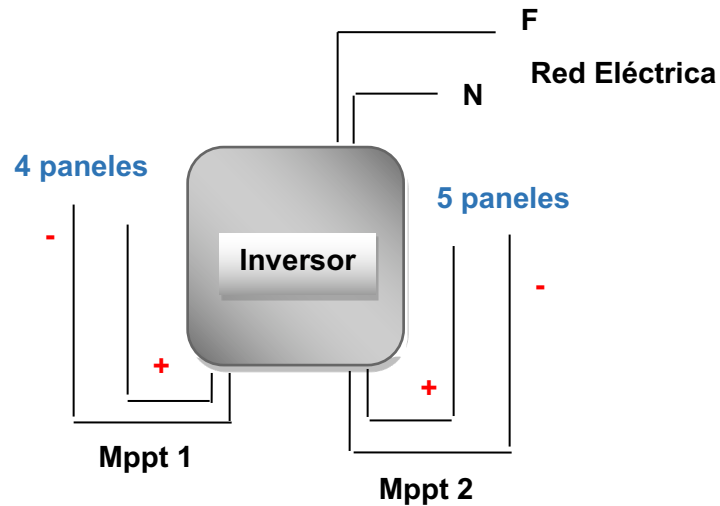 F
Red Eléctrica
N
4 paneles
5 paneles
-
Inversor
-
+
+
Mppt 1
Mppt 2